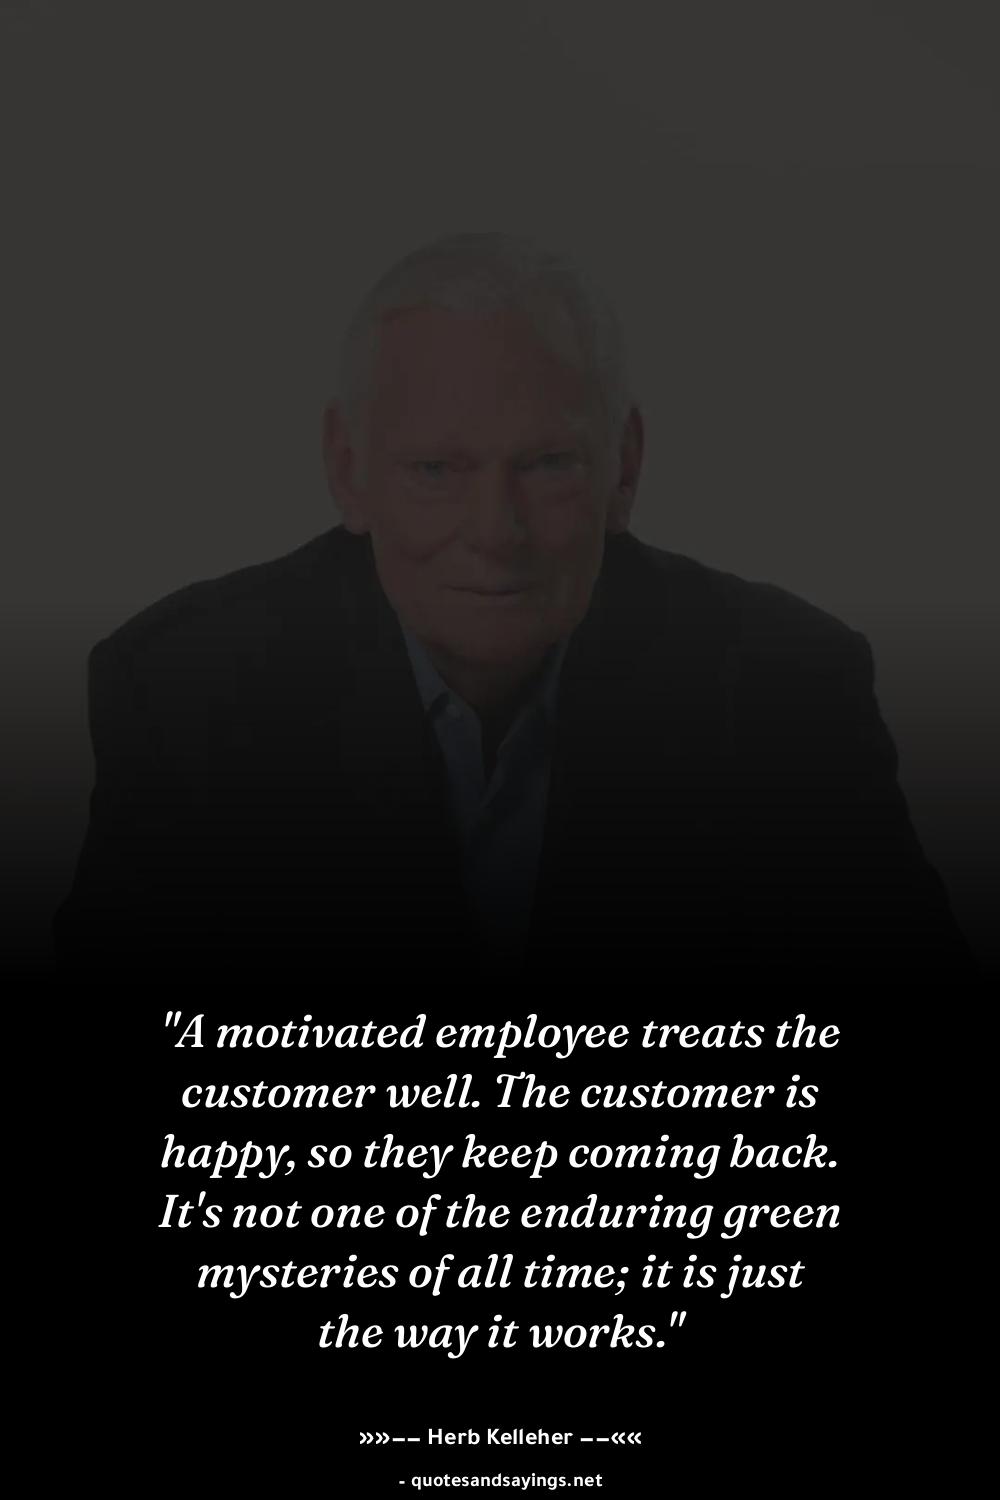 "A motivated employee treats the
customer well. The customer is
happy, so they keep coming back.
It's not one of the enduring green
mysteries of all time; it is just
the way it works."
»»−− Herb Kelleher −−««
- quotesandsayings.net